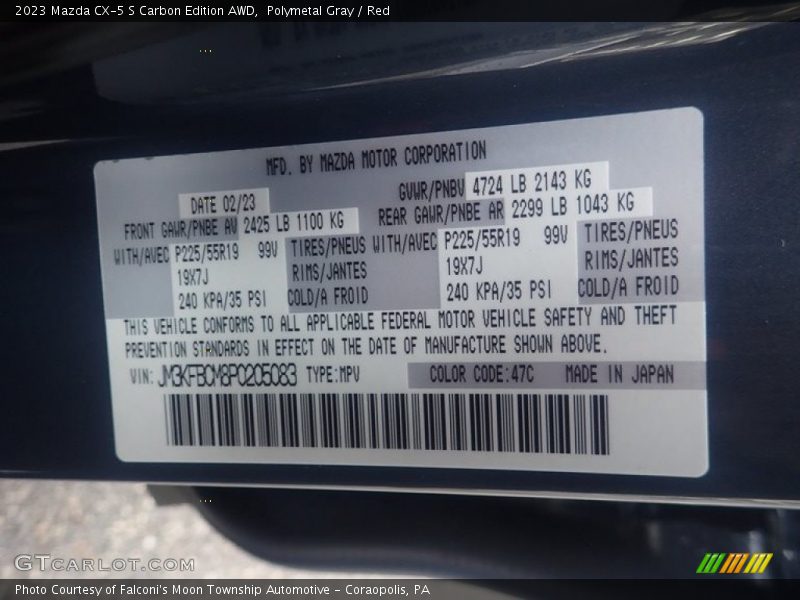 2023 Mazda CX-5 S Carbon Edition AWD,  Polymetal Gray / Red
MFD. BY MAZDA MOTOR CORPORATION
DATE 02/23 GVWR/PNBV 4724 LB 2143 KG
FRONT GAWR/PNBE AV 2425 LB 1100 KG REAR GAWR/PNBE AR 2299 LB 1043 KG
WITH/AVEC P225/55R19 99V TIRES/PNEUS WITH/AVEC P225/55R19 99V TIRES/PNEUS
19X7J RIMS/JANTES 19X7J RIMS/JANTES
240 KPA/35 PSI COLD/A FROID 240 KPA/35 PSI COLD/A FROID
THIS VEHICLE CONFORMS TO ALL APPLICABLE FEDERAL MOTOR VEHICLE SAFETY AND THEFT
PREVENTION STANDARDS IN EFFECT ON THE DATE OF MANUFACTURE SHOWN ABOVE.
VIN: JM3KFBCM8P0205083 TYPE:MPV COLOR CODE:47C MADE IN JAPAN
GTCARLOT.COM
Photo Courtesy of Falconi's Moon Township Automotive - Coraopolis, PA